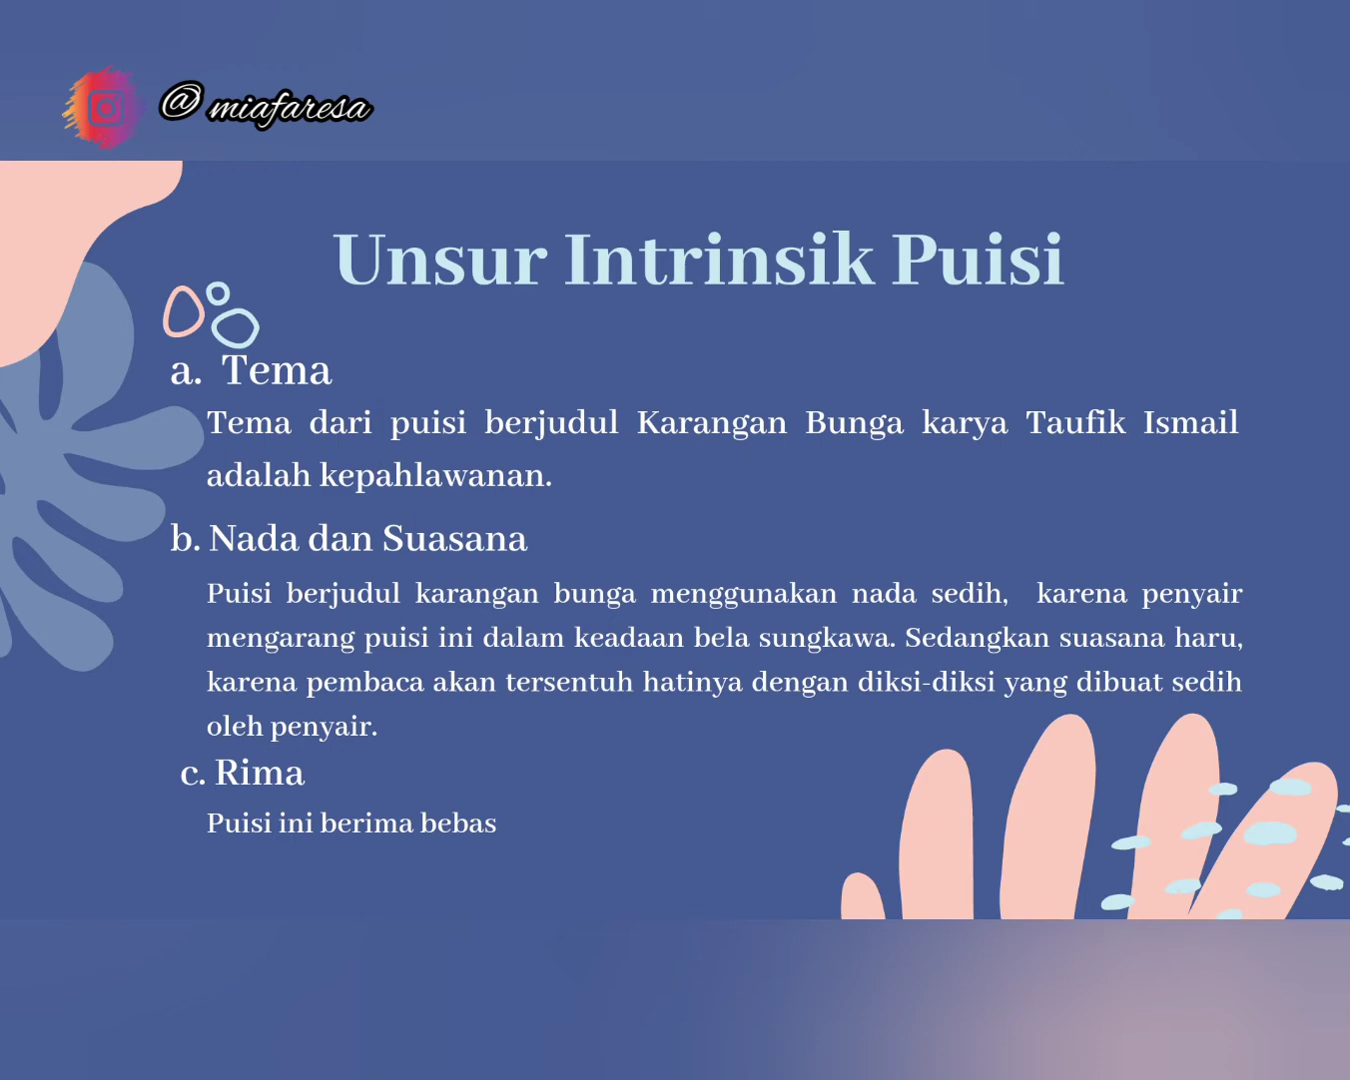 @miafaresa
Unsur Intrinsik Puisi
a. Tema
Tema dari puisi berjudul Karangan Bunga karya Taufik Ismail
adalah kepahlawanan.
b. Nada dan Suasana
Puisi berjudul karangan bunga menggunakan nada sedih, karena penyair
mengarang puisi ini dalam keadaan bela sungkawa. Sedangkan suasana haru,
karena pembaca akan tersentuh hatinya dengan diksi-diksi yang dibuat sedih
oleh penyair.
c. Rima
Puisi ini berima bebas